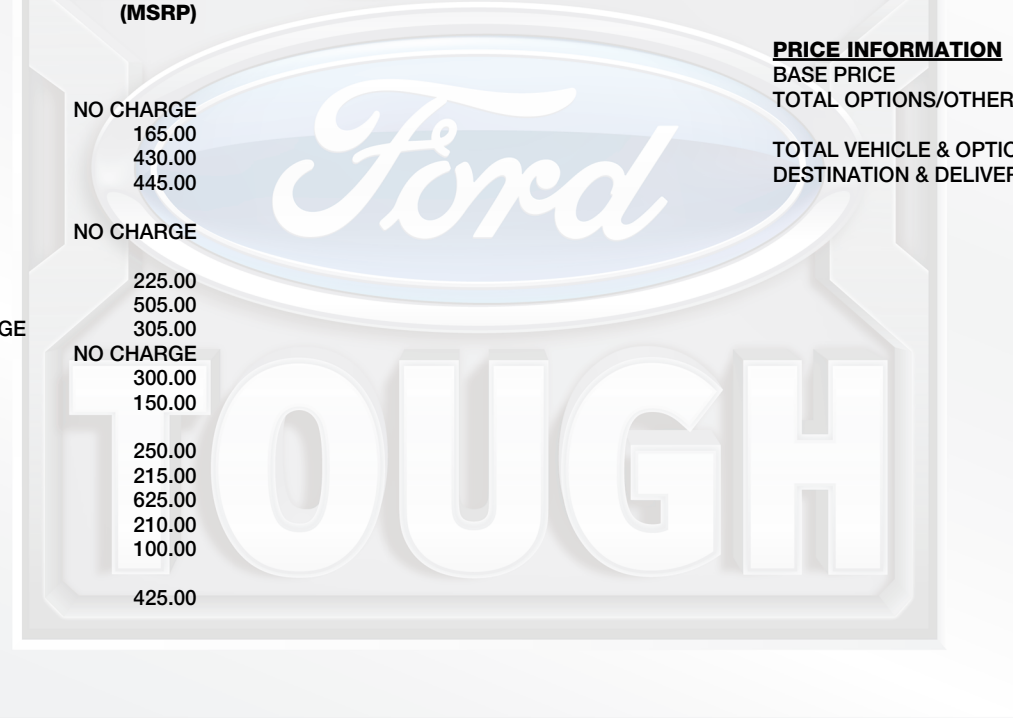 (MSRP)
NO CHARGE
165.00
430.00
445.00
NO CHARGE
225.00
505.00
GE 305.00
NO CHARGE
300.00
150.00
250.00
215.00
625.00
210.00
100.00
425.00
PRICE INFORMATION
BASE PRICE
TOTAL OPTIONS/OTHER
TOTAL VEHICLE & OPTIO
DESTINATION & DELIVER
Ford
TOUGH